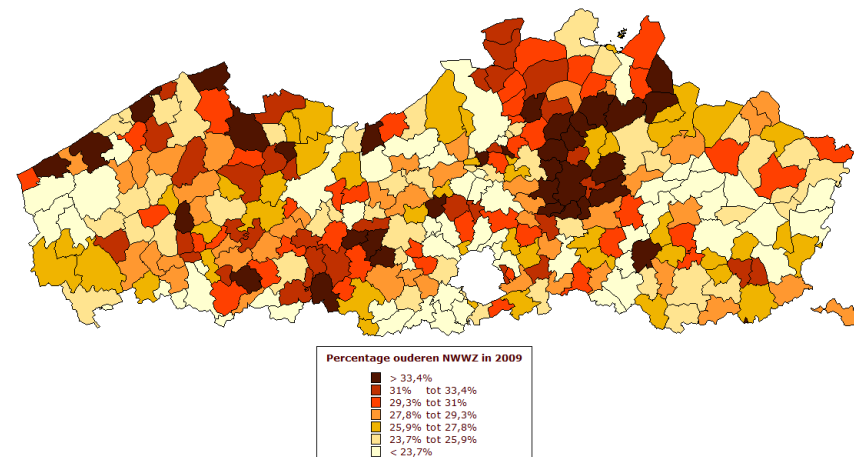 Percentage ouderen NWWZ in 2009
> 33,4%
31% tot 33,4%
29,3% tot 31%
27,8% tot 29,3%
25,9% tot 27,8%
23,7% tot 25,9%
< 23,7%